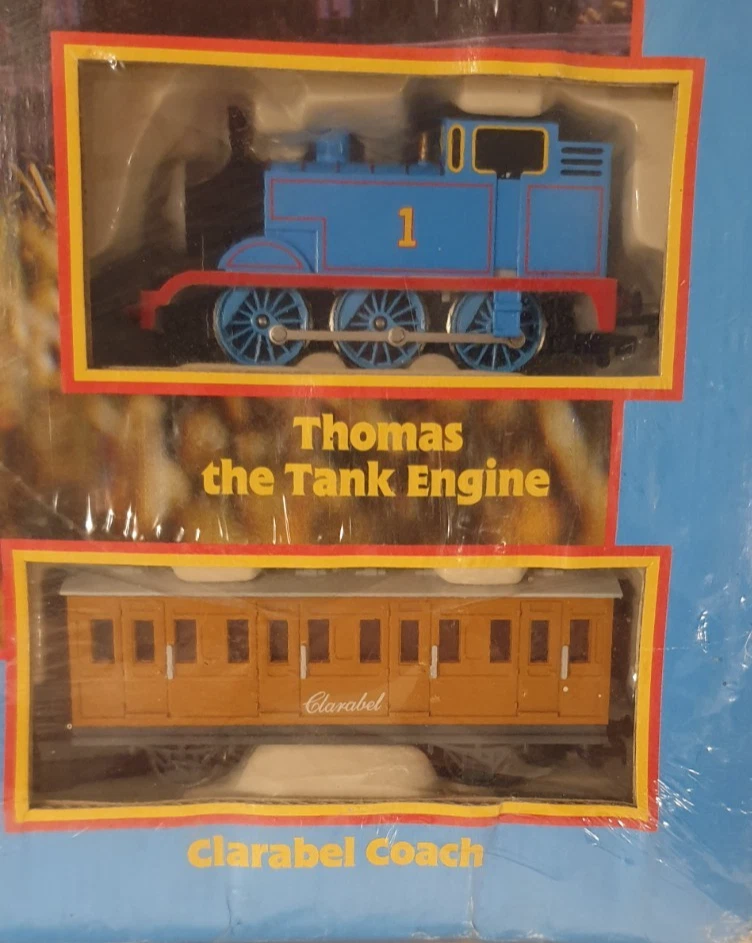 1
Thomas
the Tank Engine
Clarabel
Clarabel Coach